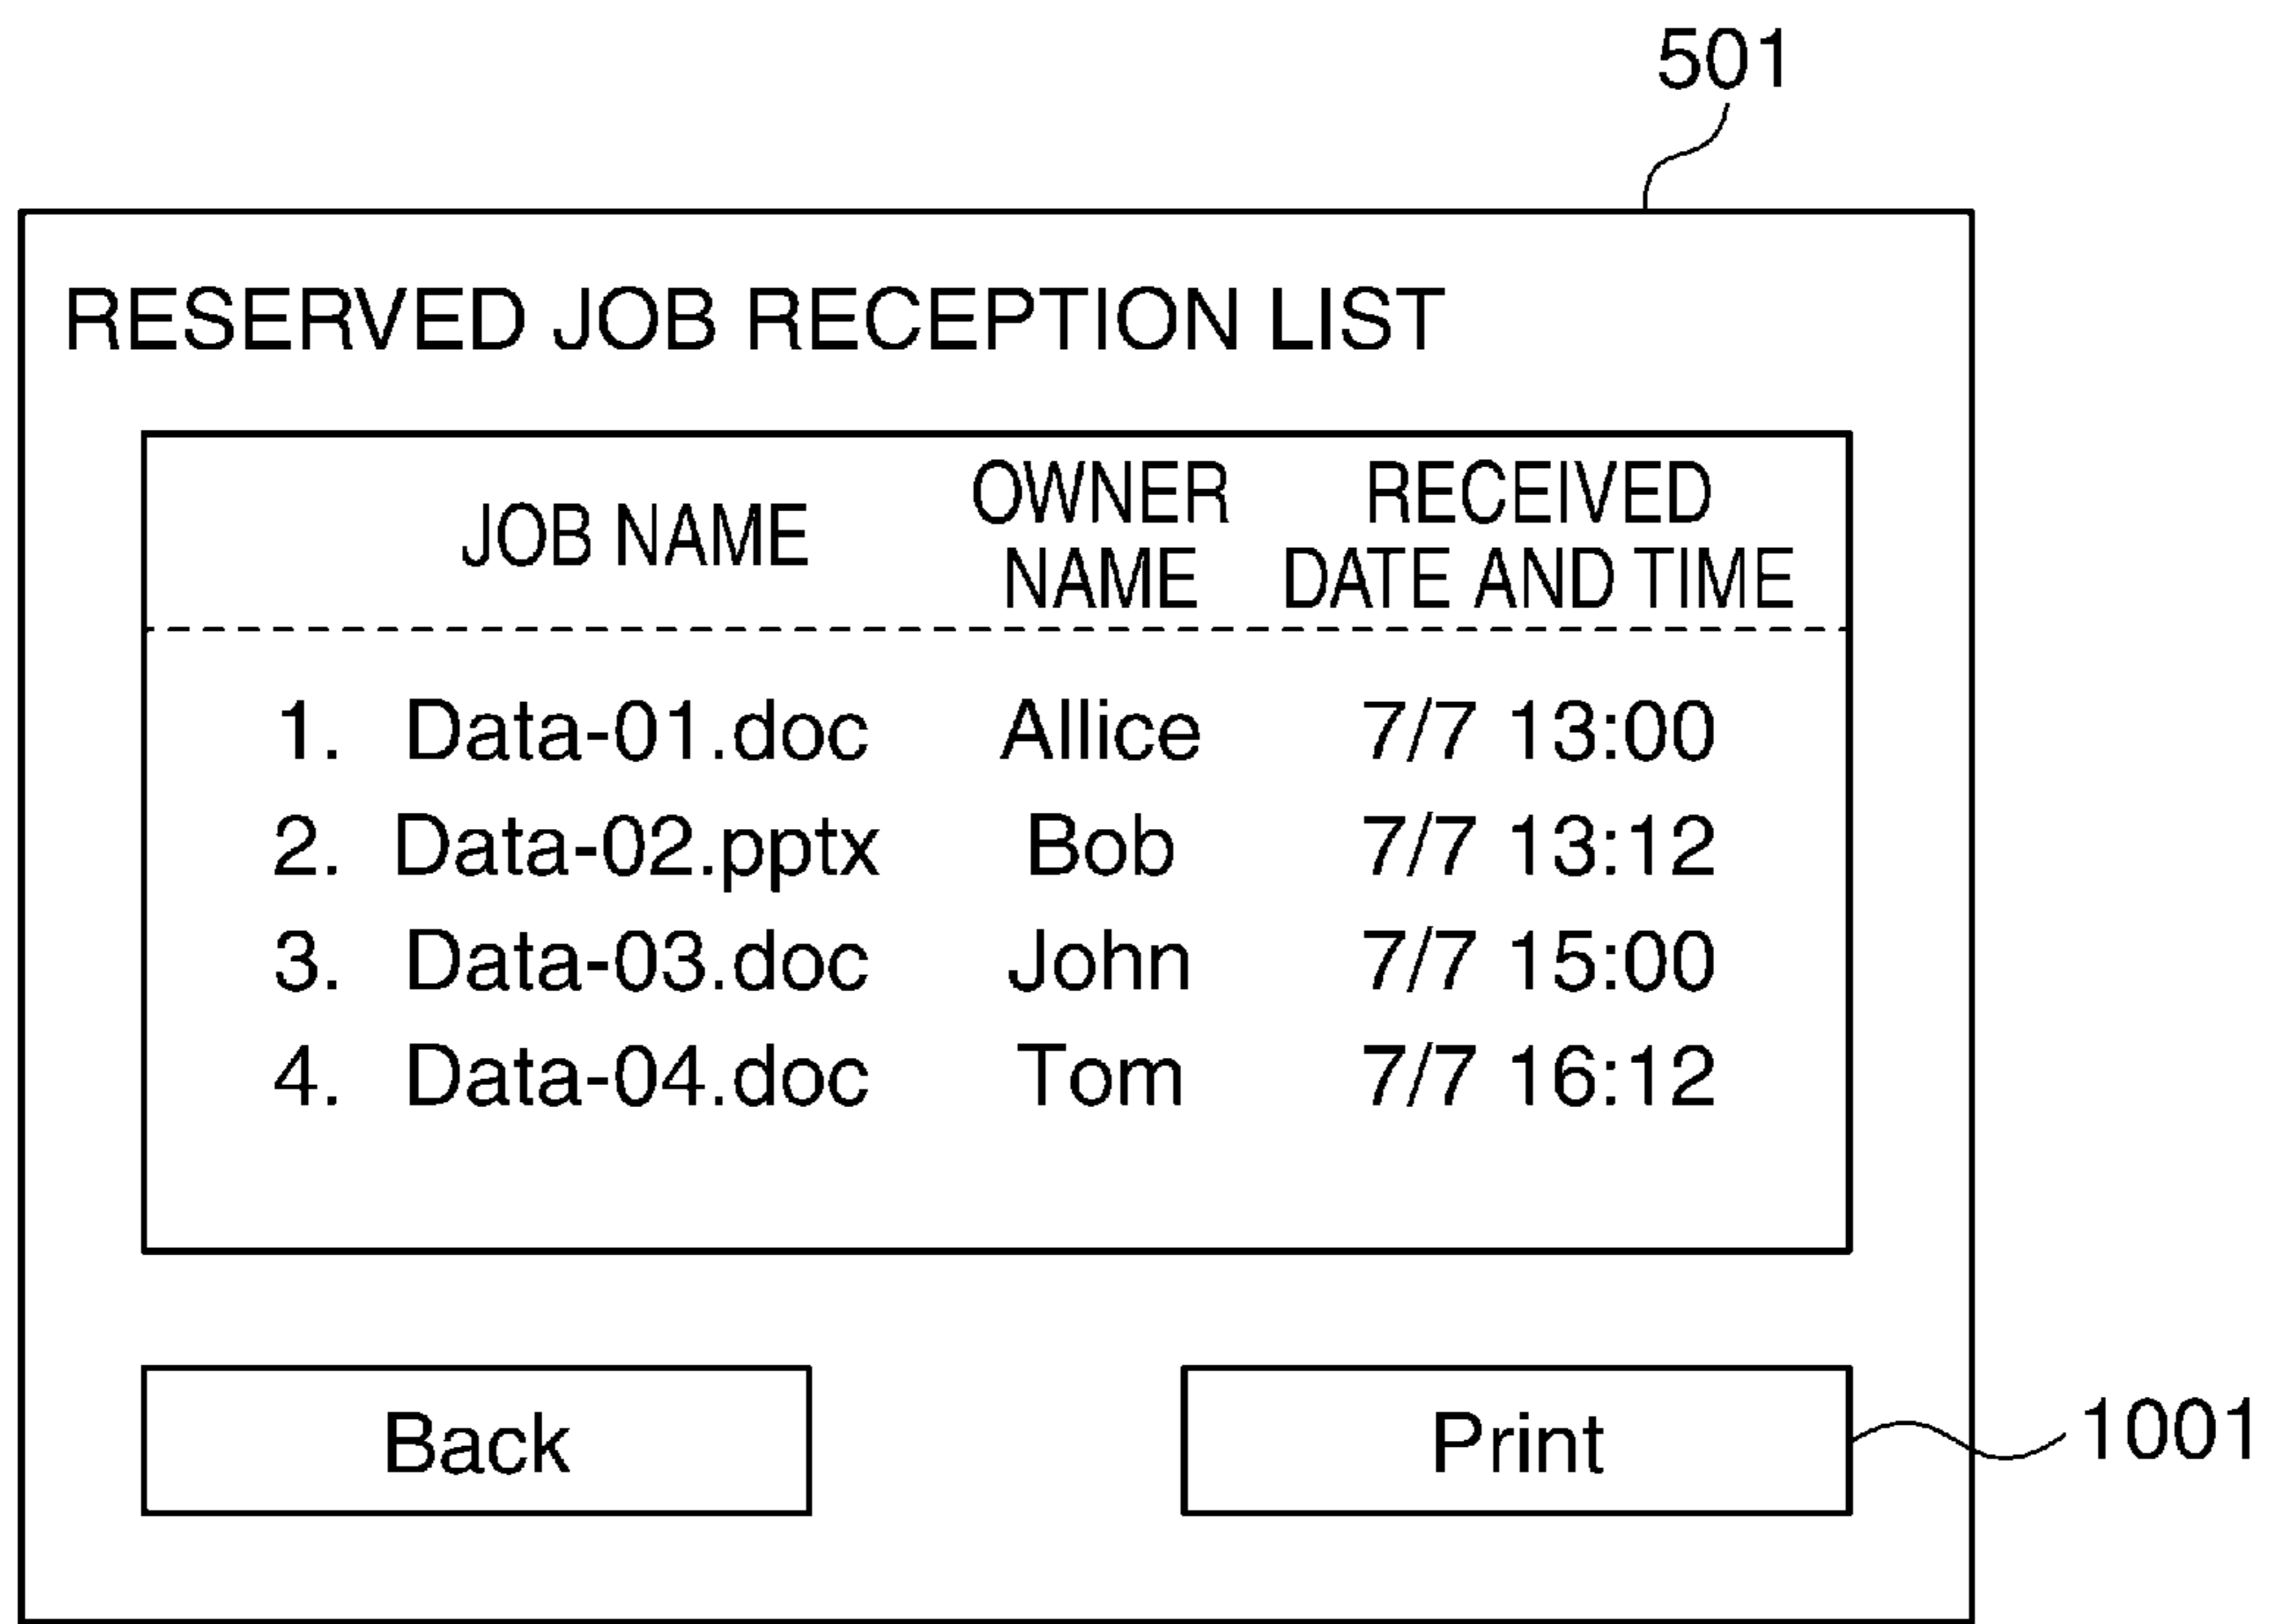 501
RESERVED JOB RECEPTION LIST
JOB NAME OWNER NAME RECEIVED DATE AND TIME
1. Data-01.doc Allice 7/7 13:00
2. Data-02.pptx Bob 7/7 13:12
3. Data-03.doc John 7/7 15:00
4. Data-04.doc Tom 7/7 16:12
Back Print 1001